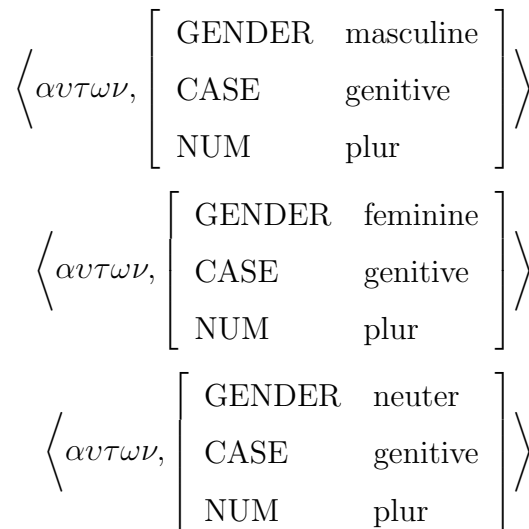 GENDER masculine
⟨αυτων, CASE genitive ⟩
NUM plur
GENDER feminine
⟨αυτων, CASE genitive ⟩
NUM plur
GENDER neuter
⟨αυτων, CASE genitive ⟩
NUM plur